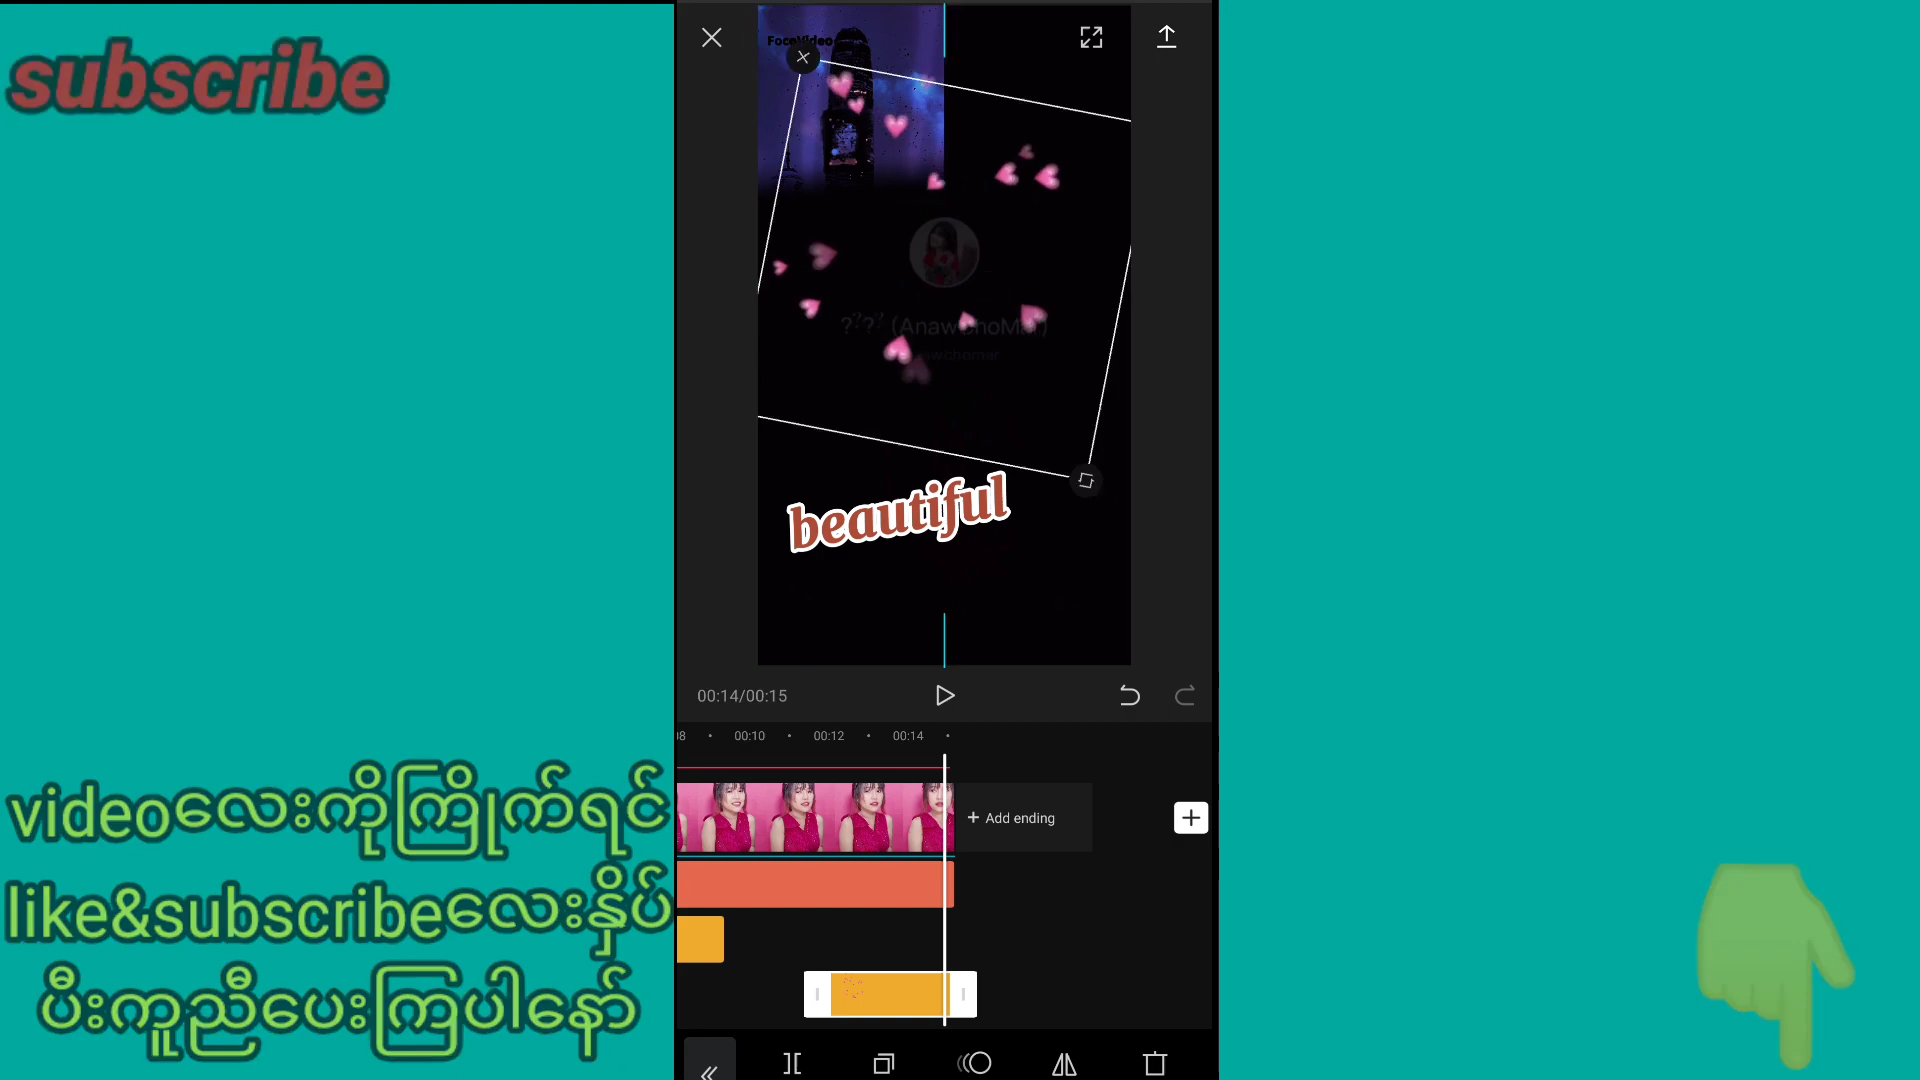 subscribe
FaceVideo
(AnawchoMar)
beautiful
00:14/00:15
00:10
00:12
00:14
+ Add ending
videoလေးကိုကြိုက်ရင်
like&subscribeလေးနှိပ်
ပီးကူညီပေးကြပါနော်